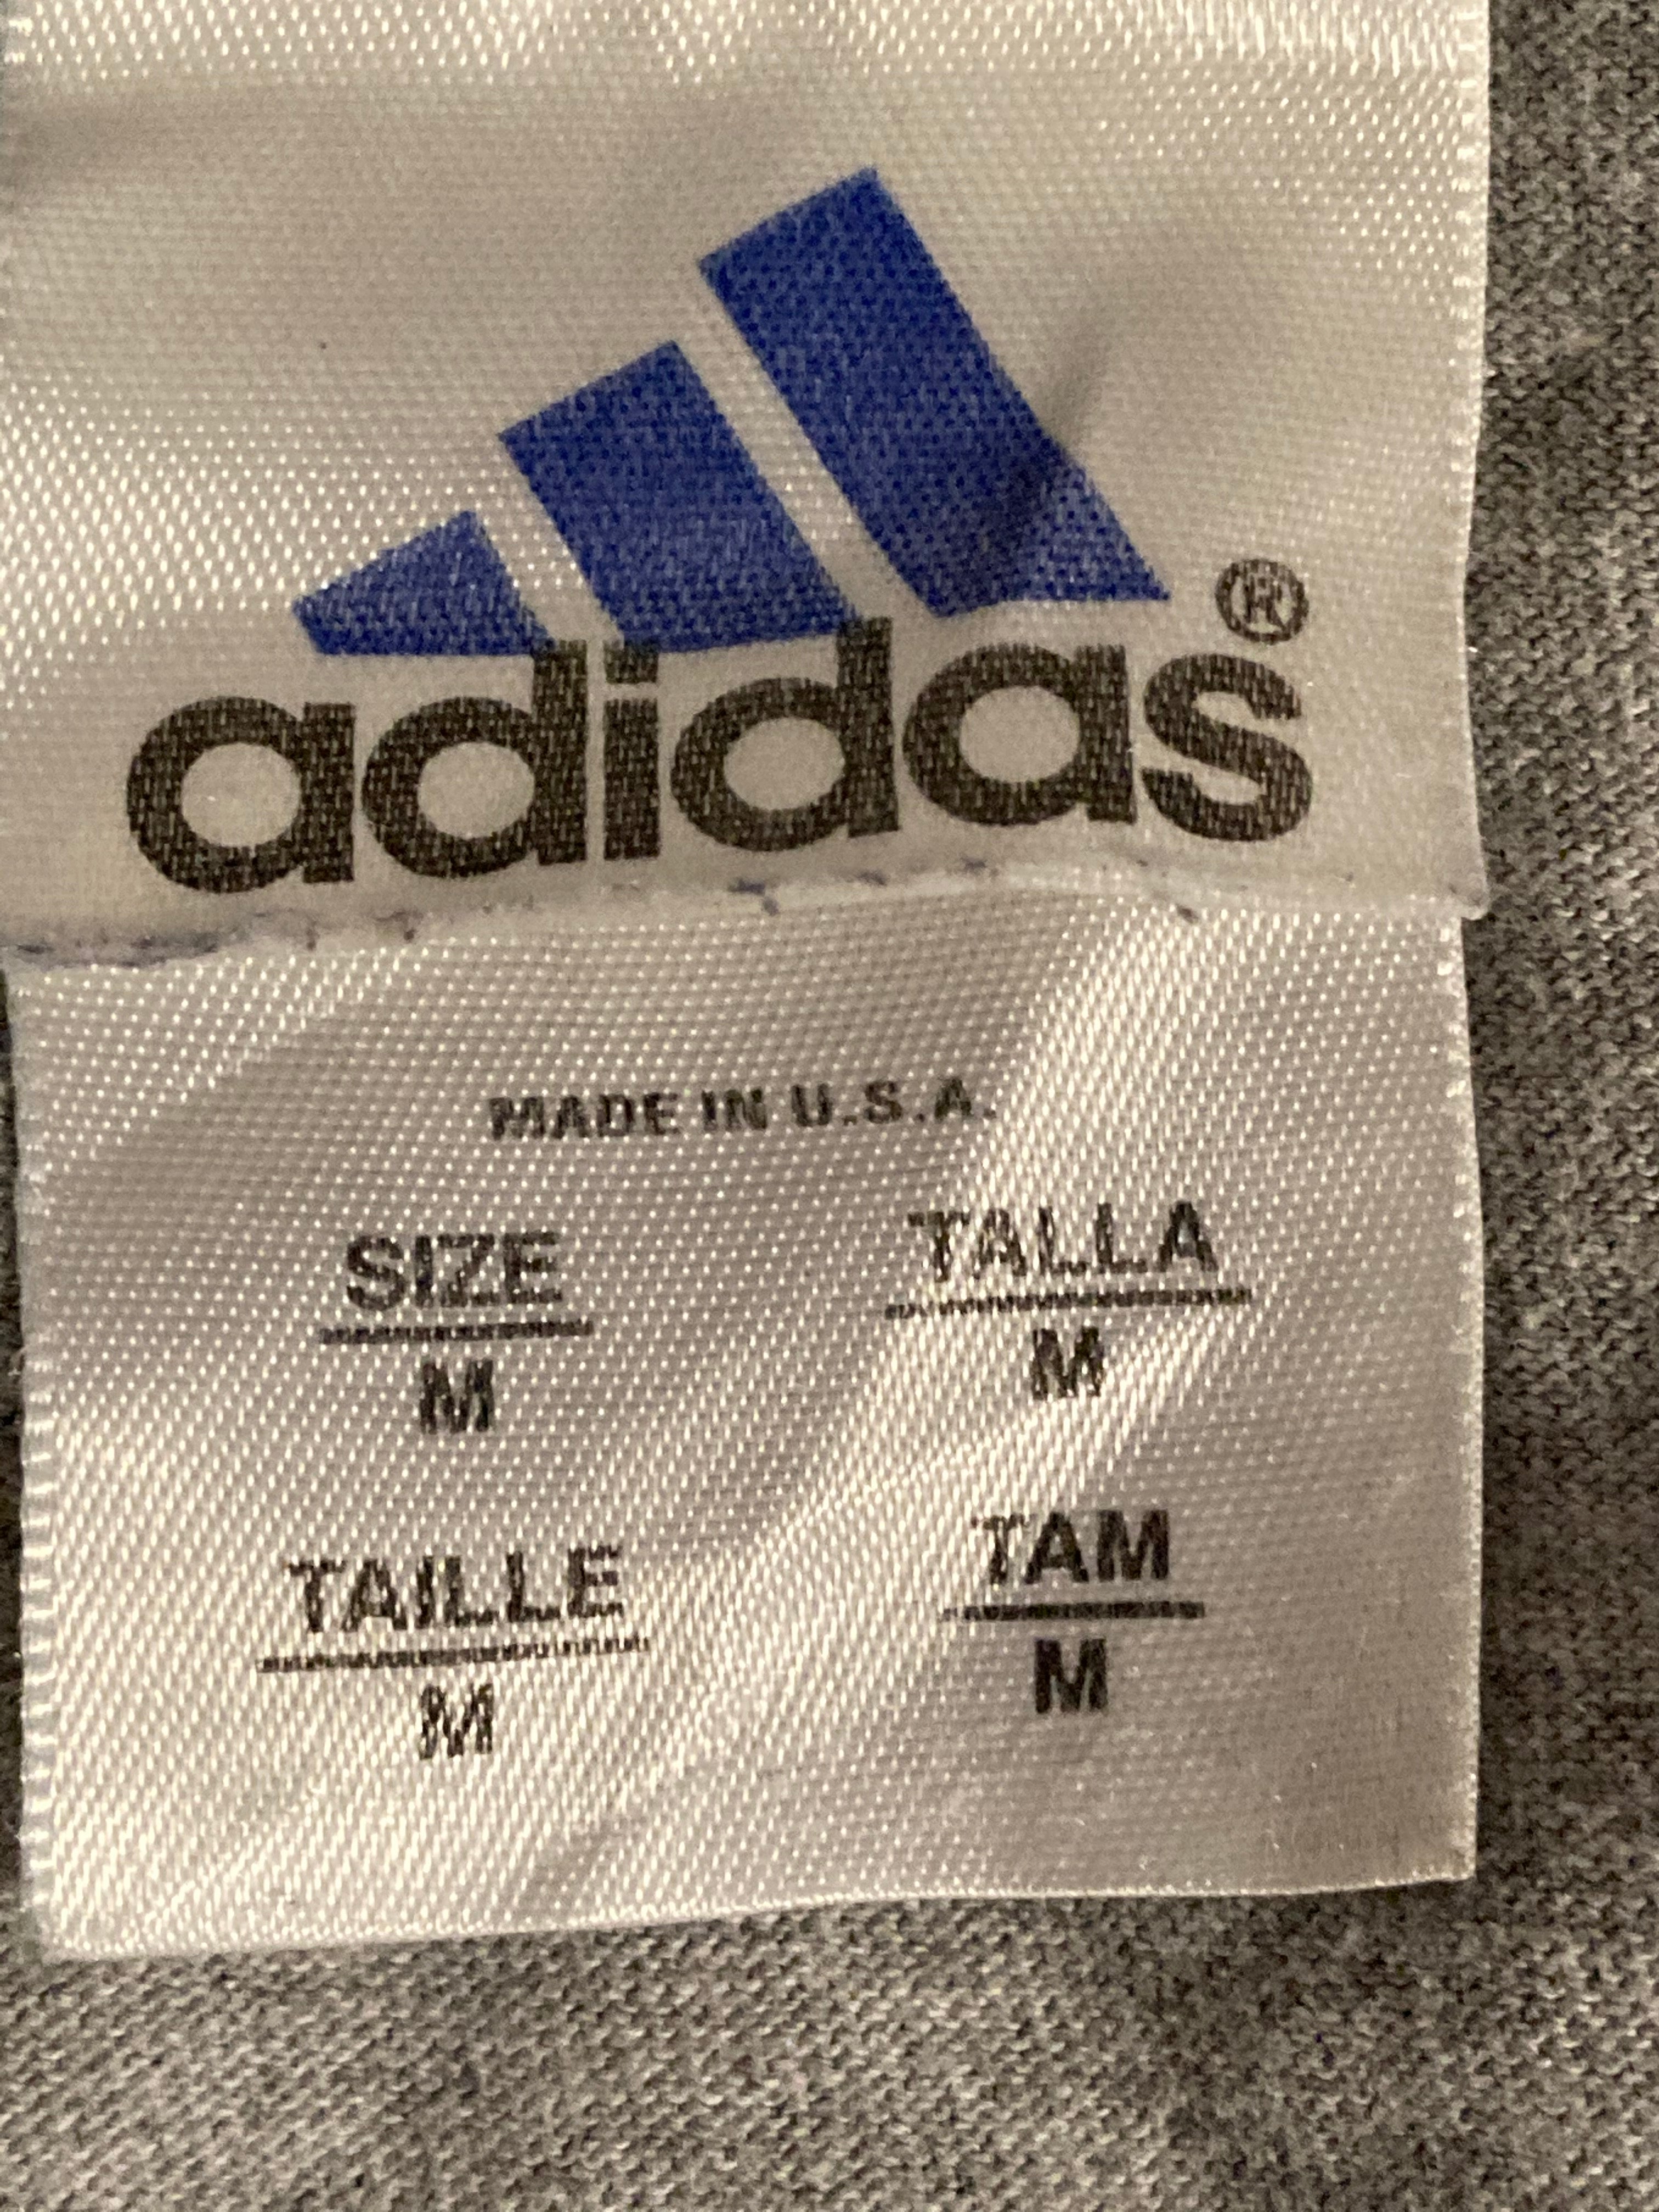 adidas®
MADE IN U.S.A.
SIZE TALLA
M M
TAILLE TAM
M M